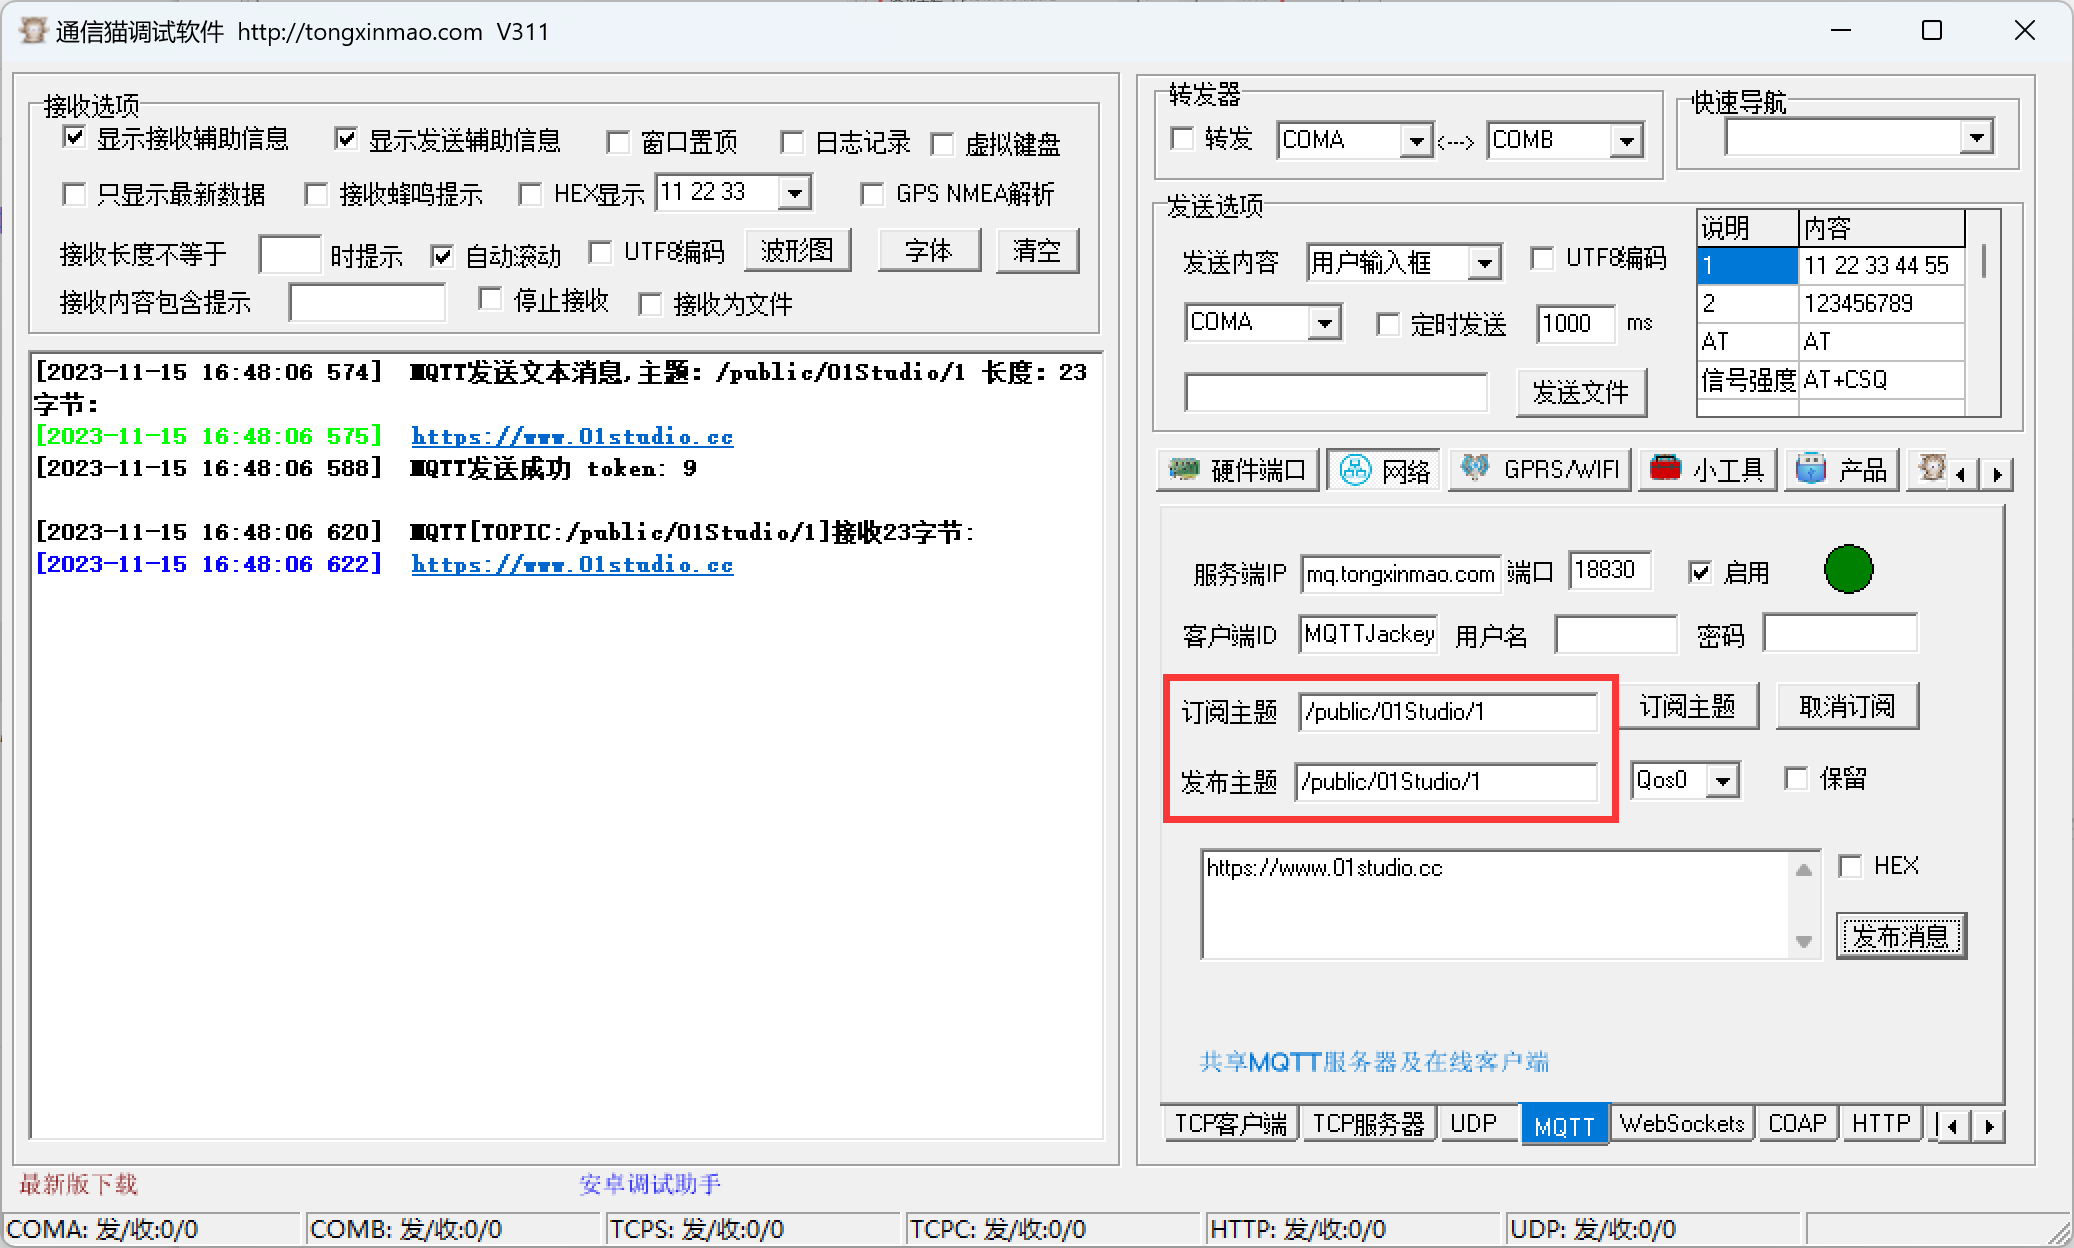 通信猫调试软件 http://tongxinmao.com V311
接收选项
显示接收辅助信息 显示发送辅助信息 窗口置顶 日志记录 虚拟键盘
只显示最新数据 接收蜂鸣提示 HEX显示 11 22 33 GPS NMEA解析
接收长度不等于 时提示 自动滚动 UTF8编码 波形图 字体 清空
接收内容包含提示 停止接收 接收为文件
[2023-11-15 16:48:06 574] MQTT发送文本消息,主题: /public/01Studio/1 长度: 23
字节:
[2023-11-15 16:48:06 575] https://www.01studio.cc
[2023-11-15 16:48:06 588] MQTT发送成功 token: 9
[2023-11-15 16:48:06 620] MQTT[TOPIC:/public/01Studio/1]接收23字节:
[2023-11-15 16:48:06 622] https://www.01studio.cc
转发器
转发 COMA <---> COMB
快速导航
发送选项
发送内容 用户输入框 UTF8编码
COMA 定时发送 1000 ms
发送文件
说明 内容
1 11 22 33 44 55
2 123456789
AT AT
信号强度 AT+CSQ
硬件端口 网络 GPRS/WIFI 小工具 产品
服务端IP mq.tongxinmao.com 端口 18830 启用
客户端ID MQTTJackey 用户名 密码
订阅主题 /public/01Studio/1 订阅主题 取消订阅
发布主题 /public/01Studio/1 Qos0 保留
https://www.01studio.cc HEX
发布消息
共享MQTT服务器及在线客户端
TCP客户端 TCP服务器 UDP MQTT WebSockets COAP HTTP
最新版下载 安卓调试助手
COMA: 发/收:0/0 COMB: 发/收:0/0 TCPS: 发/收:0/0 TCPC: 发/收:0/0 HTTP: 发/收:0/0 UDP: 发/收:0/0